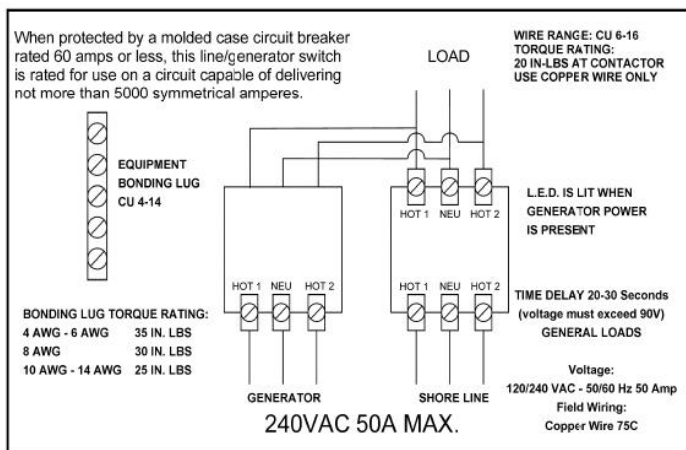 When protected by a molded case circuit breaker
rated 60 amps or less, this line/generator switch
is rated for use on a circuit capable of delivering
not more than 5000 symmetrical amperes.
LOAD
WIRE RANGE: CU 6-16
TORQUE RATING:
20 IN-LBS AT CONTACTOR
USE COPPER WIRE ONLY
EQUIPMENT
BONDING LUG
CU 4-14
HOT 1 NEU HOT 2
L.E.D. IS LIT WHEN
GENERATOR POWER
IS PRESENT
HOT 1 NEU HOT 2
HOT 1 NEU HOT 2
BONDING LUG TORQUE RATING:
4 AWG - 6 AWG 35 IN. LBS
8 AWG 30 IN. LBS
10 AWG - 14 AWG 25 IN. LBS
TIME DELAY 20-30 Seconds
(voltage must exceed 90V)
GENERAL LOADS
GENERATOR
SHORE LINE
240VAC 50A MAX.
Voltage:
120/240 VAC - 50/60 Hz 50 Amp
Field Wiring:
Copper Wire 75C